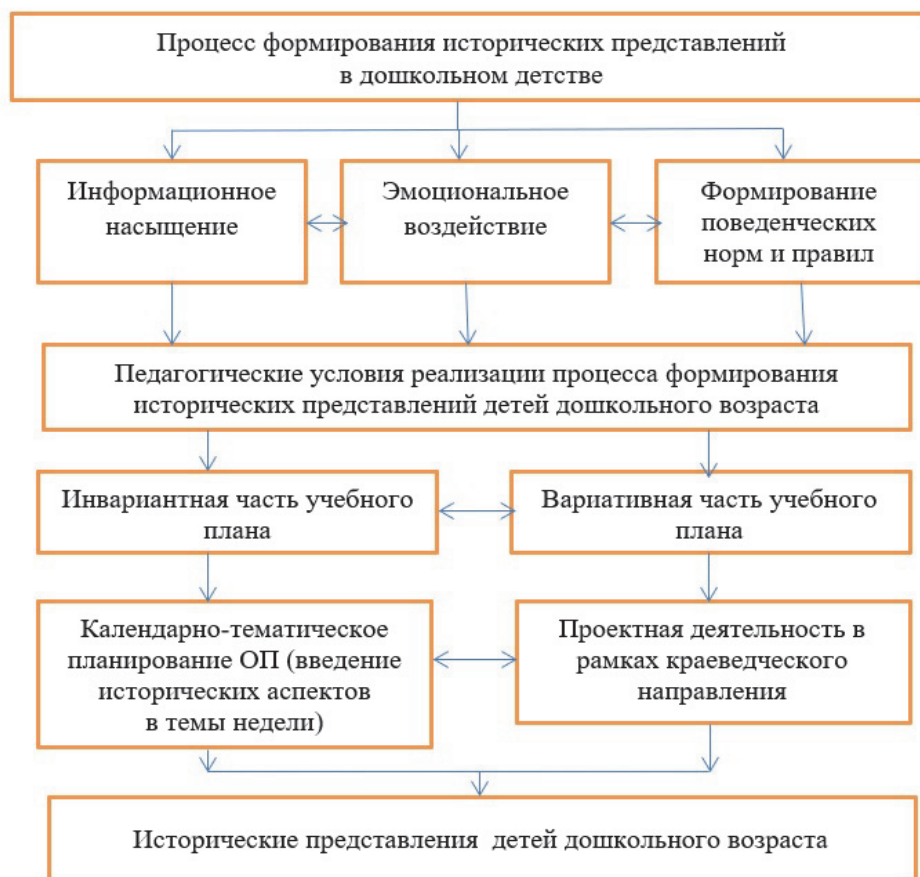 Процесс формирования исторических представлений
в дошкольном детстве
Информационное
насыщение
Эмоциональное
воздействие
Формирование
поведенческих
норм и правил
Педагогические условия реализации процесса формирования
исторических представлений детей дошкольного возраста
Инвариантная часть учебного
плана
Вариативная часть учебного
плана
Календарно-тематическое
планирование ОП (введение
исторических аспектов
в темы недели)
Проектная деятельность в
рамках краеведческого
направления
Исторические представления детей дошкольного возраста